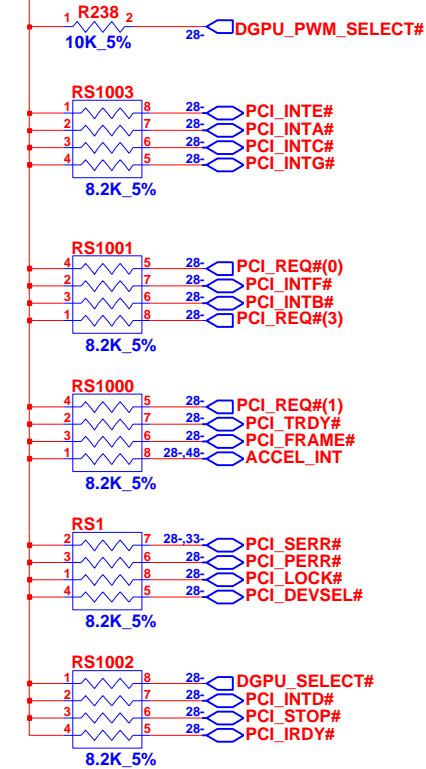 R238
1 2 28- DGPU_PWM_SELECT#
10K_5%
RS1003
1 8 28- PCI_INTE#
2 7 28- PCI_INTA#
3 6 28- PCI_INTC#
4 5 28- PCI_INTG#
8.2K_5%
RS1001
4 5 28- PCI_REQ#(0)
2 7 28- PCI_INTF#
3 6 28- PCI_INTB#
1 8 28- PCI_REQ#(3)
8.2K_5%
RS1000
4 5 28- PCI_REQ#(1)
2 7 28- PCI_TRDY#
3 6 28- PCI_FRAME#
1 8 28-,48- ACCEL_INT
8.2K_5%
RS1
2 7 28-,33- PCI_SERR#
3 6 28- PCI_PERR#
1 8 28- PCI_LOCK#
4 5 28- PCI_DEVSEL#
8.2K_5%
RS1002
1 8 28- DGPU_SELECT#
2 7 28- PCI_INTD#
3 6 28- PCI_STOP#
4 5 28- PCI_IRDY#
8.2K_5%